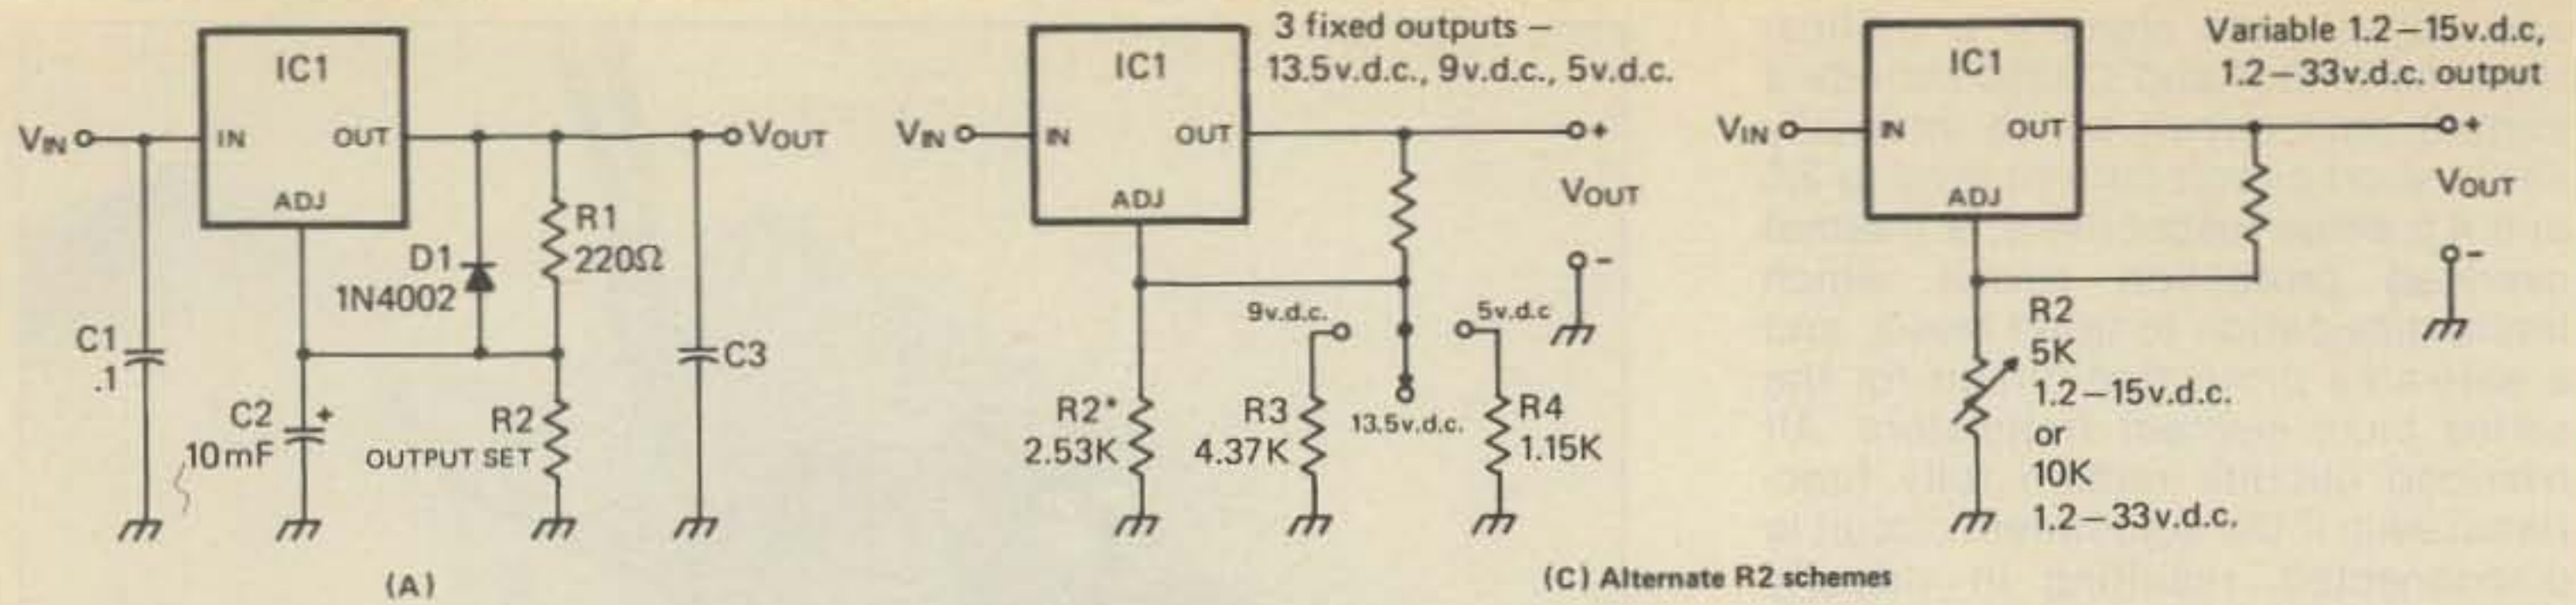 IC1
VIN
IN
OUT
VOUT
ADJ
R1
220Ω
D1
1N4002
C1
.1
C2
+
10mF
R2
OUTPUT SET
C3
(A)
3 fixed outputs –
13.5v.d.c., 9v.d.c., 5v.d.c.
IC1
VIN
IN
OUT
+
ADJ
VOUT
-
9v.d.c.
5v.d.c
R2*
2.53K
R3
4.37K
13.5v.d.c.
R4
1.15K
Variable 1.2–15v.d.c,
1.2–33v.d.c. output
IC1
VIN
IN
OUT
+
ADJ
VOUT
-
R2
5K
1.2–15v.d.c.
or
10K
1.2–33v.d.c.
(C) Alternate R2 schemes